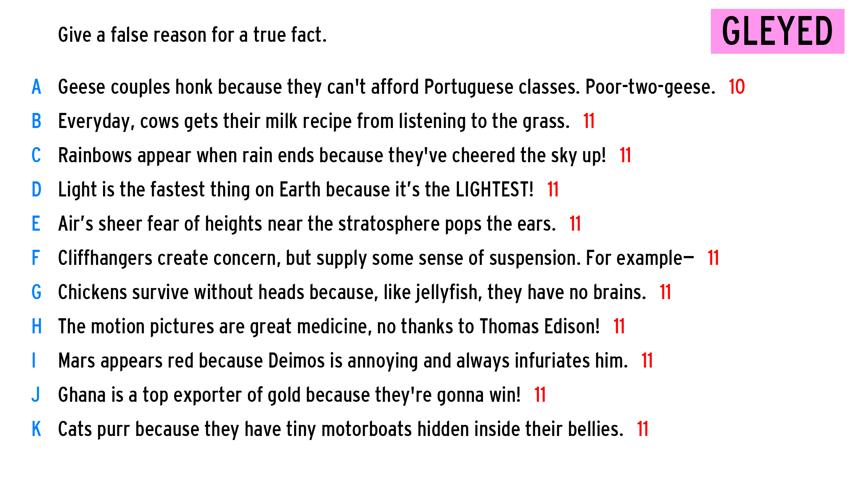 Give a false reason for a true fact.
GLEYED
A Geese couples honk because they can't afford Portuguese classes. Poor-two-geese. 10
B Everyday, cows gets their milk recipe from listening to the grass. 11
C Rainbows appear when rain ends because they've cheered the sky up! 11
D Light is the fastest thing on Earth because it’s the LIGHTEST! 11
E Air’s sheer fear of heights near the stratosphere pops the ears. 11
F Cliffhangers create concern, but supply some sense of suspension. For example— 11
G Chickens survive without heads because, like jellyfish, they have no brains. 11
H The motion pictures are great medicine, no thanks to Thomas Edison! 11
I Mars appears red because Deimos is annoying and always infuriates him. 11
J Ghana is a top exporter of gold because they're gonna win! 11
K Cats purr because they have tiny motorboats hidden inside their bellies. 11